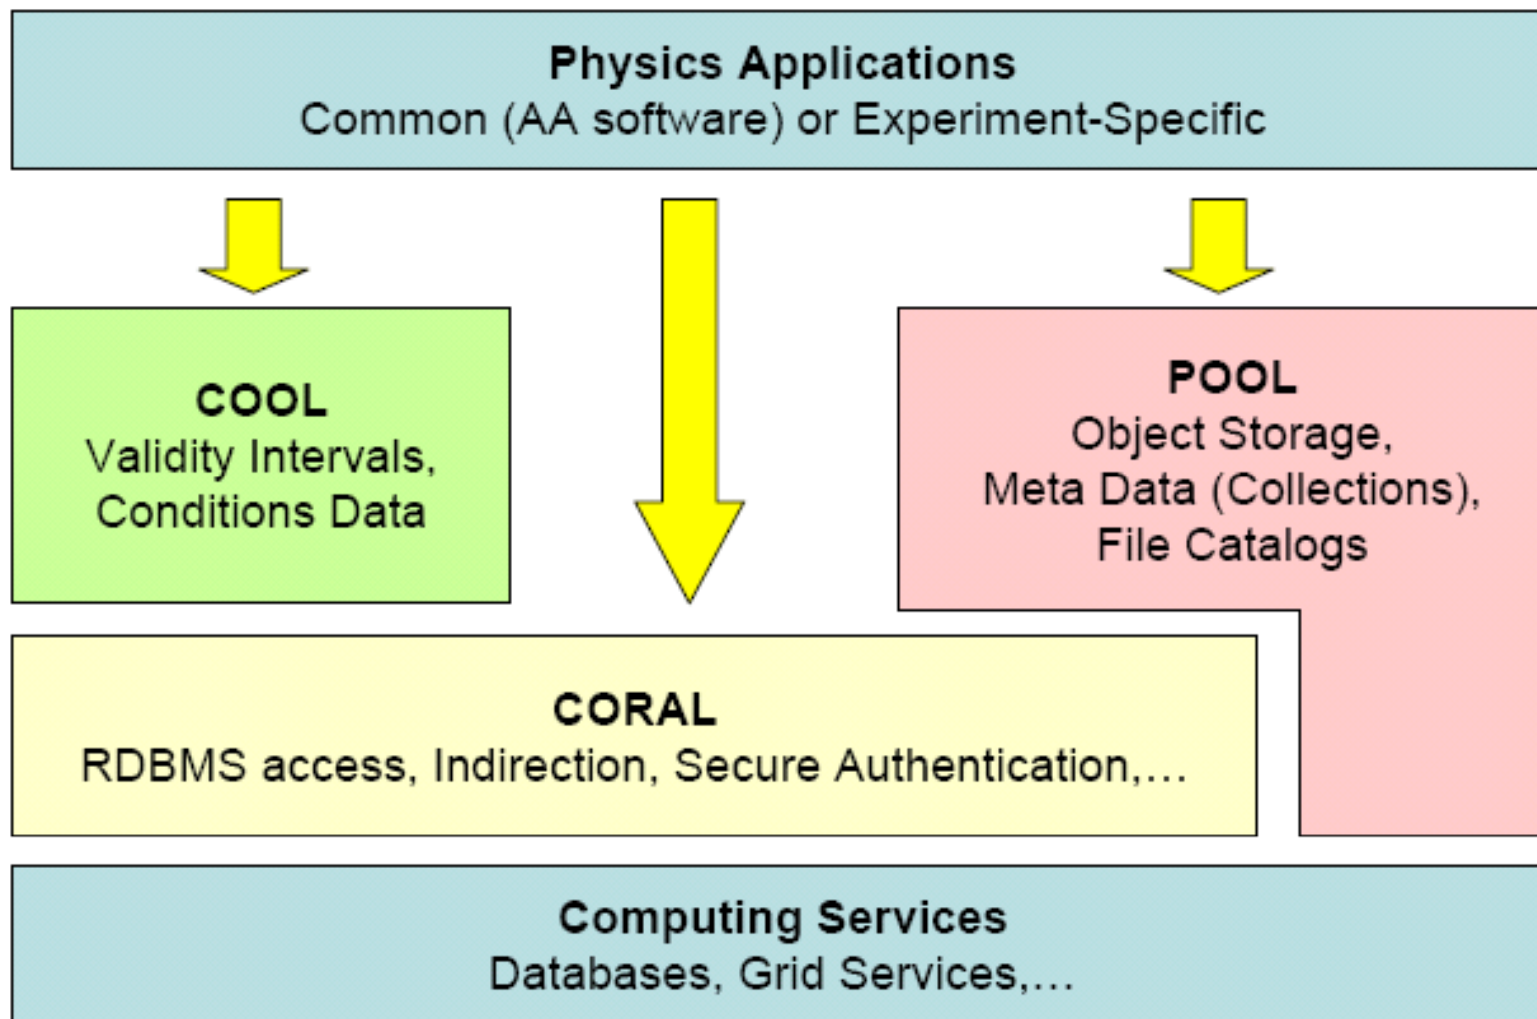 Physics Applications
Common (AA software) or Experiment-Specific
COOL
Validity Intervals,
Conditions Data
POOL
Object Storage,
Meta Data (Collections),
File Catalogs
CORAL
RDBMS access, Indirection, Secure Authentication,…
Computing Services
Databases, Grid Services,…